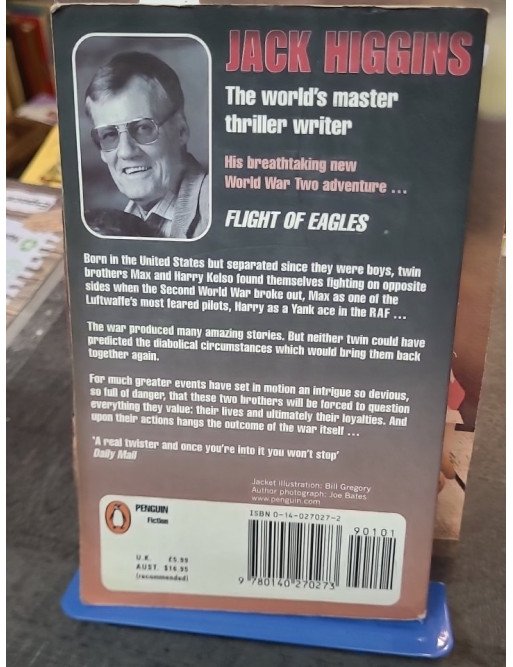 JACK HIGGINS
The world's master
thriller writer
His breathtaking new
World War Two adventure ...
FLIGHT OF EAGLES
Born in the United States but separated since they were boys, twin
brothers Max and Harry Kelso found themselves fighting on opposite
sides when the Second World War broke out, Max as one of the
Luftwaffe's most feared pilots, Harry as a Yank ace in the RAF ...
The war produced many amazing stories. But neither twin could have
predicted the diabolical circumstances which would bring them back
together again.
For much greater events have set in motion an intrigue so devious,
so full of danger, that these two brothers will be forced to question
everything they value: their lives and ultimately their loyalties. And
upon their actions hangs the outcome of the war itself ...
'A real twister and once you're into it you won't stop'
Daily Mail
Jacket illustration: Bill Gregory
Author photograph: Joe Bates
www.penguin.com
PENGUIN
Fiction
U.K. £5.99
AUST. $16.95
(recommended)
ISBN 0-14-027027-2
90101
9 780140 270273